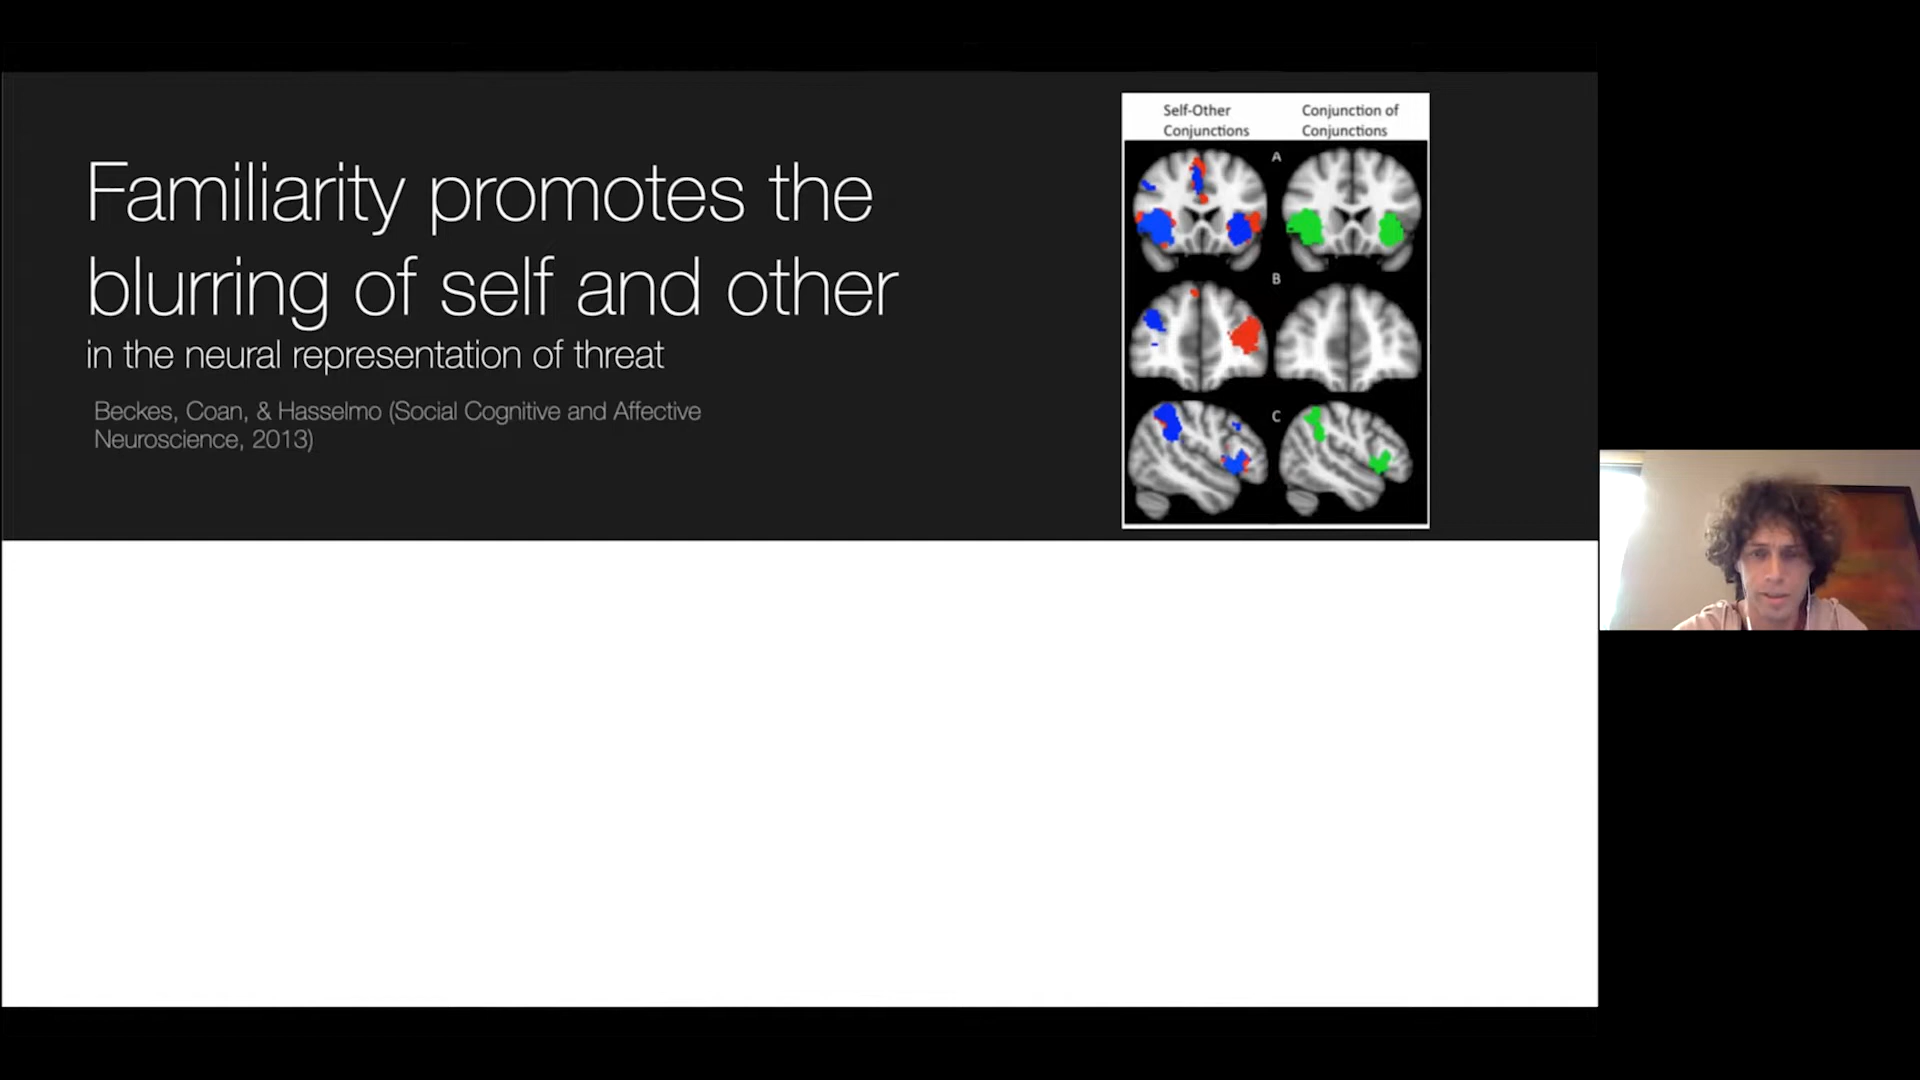 Familiarity promotes the
blurring of self and other
in the neural representation of threat
Beckes, Coan, & Hasselmo (Social Cognitive and Affective
Neuroscience, 2013)
Self-Other
Conjunctions
Conjunction of
Conjunctions
A
B
C